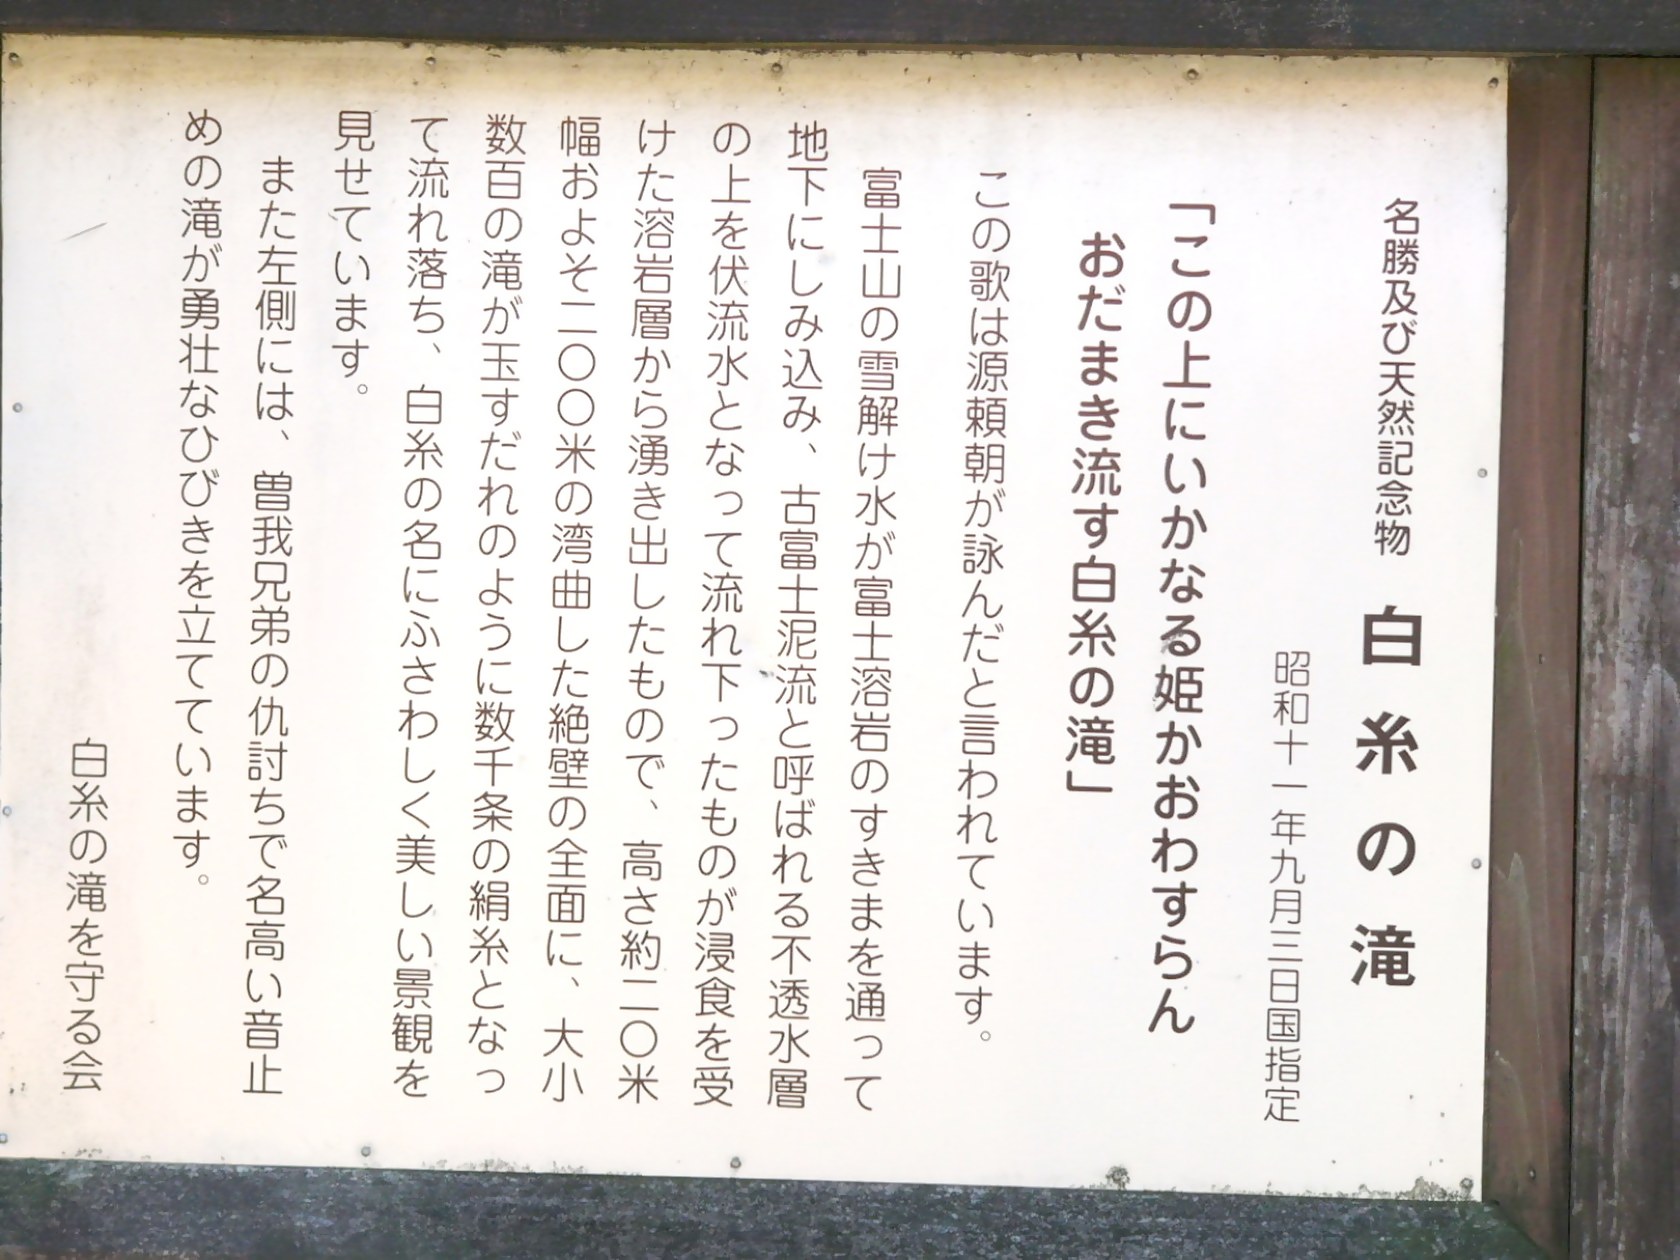 名勝及び天然記念物 白糸の滝
昭和十一年九月三日国指定
「この上にいかなる姫かおわすらん
おだまき流す白糸の滝」
この歌は源頼朝が詠んだと言われています。
富士山の雪解け水が富士溶岩のすきまを通って
地下にしみ込み、古富士泥流と呼ばれる不透水層
の上を伏流水となって流れ下ったものが浸食を受
けた溶岩層から湧き出したもので、高さ約二〇米
幅およそ二〇〇米の湾曲した絶壁の全面に、大小
数百の滝が玉すだれのように数千条の絹糸となっ
て流れ落ち、白糸の名にふさわしく美しい景観を
見せています。
また左側には、曽我兄弟の仇討ちで名高い音止
めの滝が勇壮なひびきを立てています。
白糸の滝を守る会